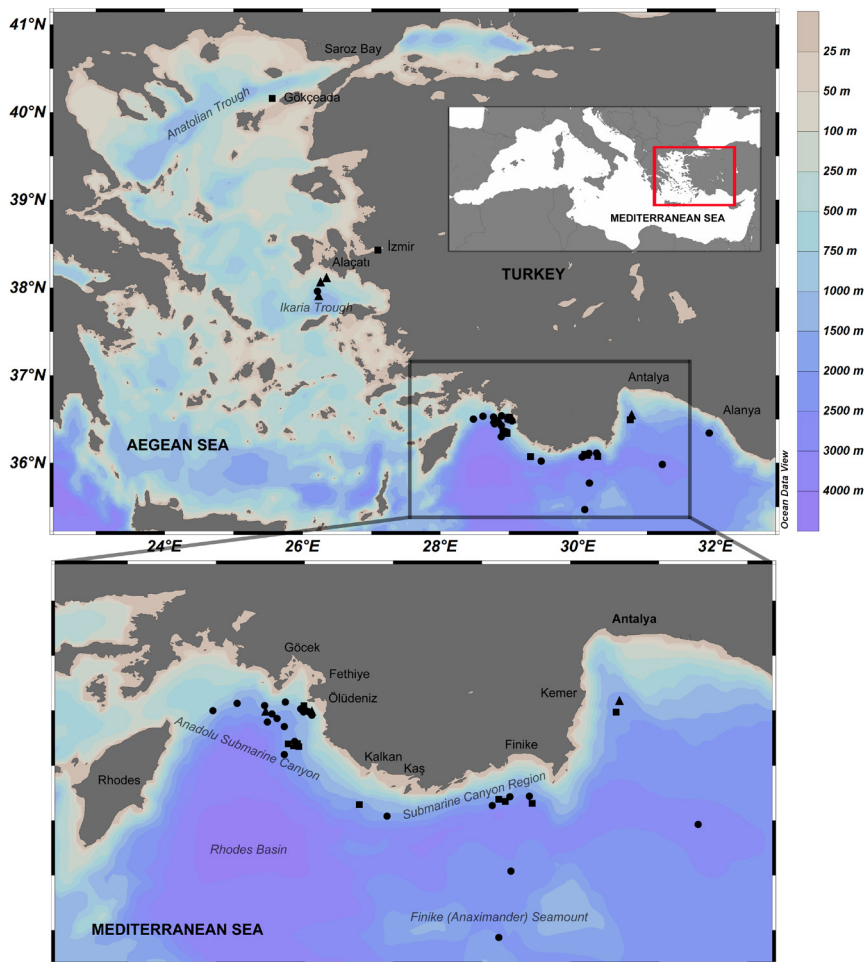 41°N
Saroz Bay
25 m
Gökçeada
50 m
40°N
Anatolian Trough
100 m
250 m
39°N
500 m
MEDITERRANEAN SEA
İzmir
750 m
Alaçatı
TURKEY
38°N
1000 m
Ikaria Trough
1500 m
37°N
2000 m
Antalya
2500 m
Alanya
AEGEAN SEA
3000 m
36°N
4000 m
Ocean Data View
24°E
26°E
28°E
30°E
32°E
Antalya
Göcek
Fethiye
Kemer
Ölüdeniz
Anadolu Submarine Canyon
Kalkan
Finike
Kaş
Rhodes
Submarine Canyon Region
Rhodes Basin
Finike (Anaximander) Seamount
MEDITERRANEAN SEA